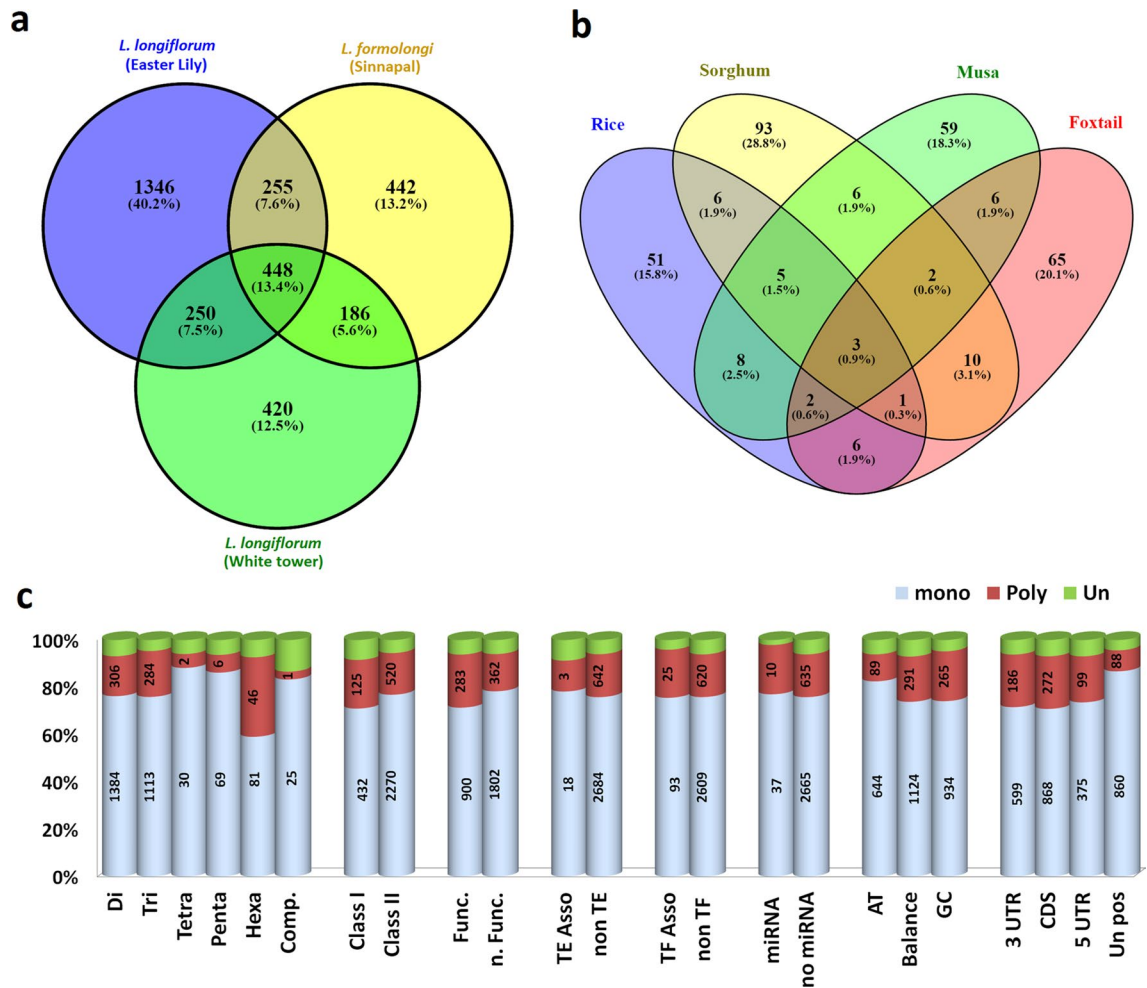 a
L. longiflorum
(Easter Lily)
L. formolongi
(Sinnapal)
1346
(40.2%)
255
(7.6%)
442
(13.2%)
448
(13.4%)
250
(7.5%)
186
(5.6%)
420
(12.5%)
L. longiflorum
(White tower)
b
Rice
Sorghum
Musa
Foxtail
93
(28.8%)
59
(18.3%)
6
(1.9%)
6
(1.9%)
6
(1.9%)
51
(15.8%)
5
(1.5%)
2
(0.6%)
65
(20.1%)
8
(2.5%)
3
(0.9%)
10
(3.1%)
2
(0.6%)
1
(0.3%)
6
(1.9%)
c
mono Poly Un
100%
80%
60%
40%
20%
0%
306 284 2 6 46 1 125 520 283 362 3 642 25 620 10 635 89 291 265 186 272 99 88
1384 1113 30 69 81 25 432 2270 900 1802 18 2684 93 2609 37 2665 644 1124 934 599 868 375 860
Di
Tri
Tetra
Penta
Hexa
Comp.
Class I
Class II
Func.
n. Func.
TE Asso
non TE
TF Asso
non TF
miRNA
no miRNA
AT
Balance
GC
3 UTR
CDS
5 UTR
Un pos